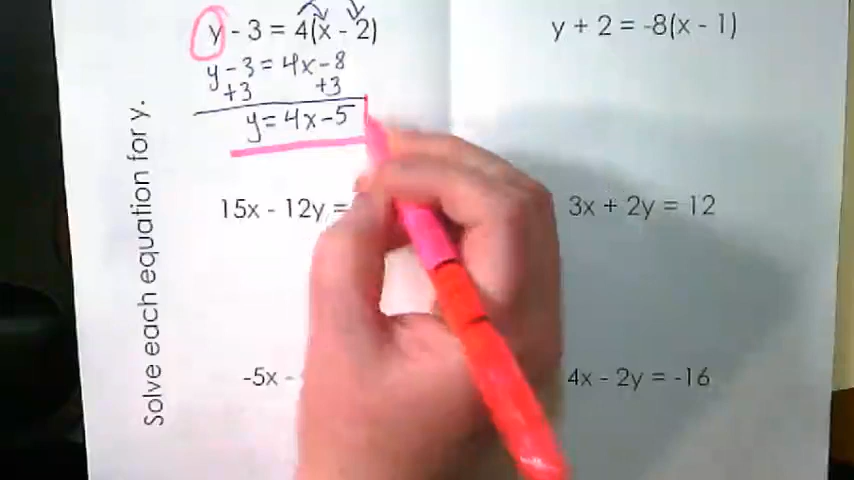 Solve each equation for y.
y - 3 = 4(x - 2)
y - 3 = 4x - 8
+3 +3
y = 4x - 5
y + 2 = -8(x - 1)
15x - 12y =
3x + 2y = 12
-5x -
4x - 2y = -16